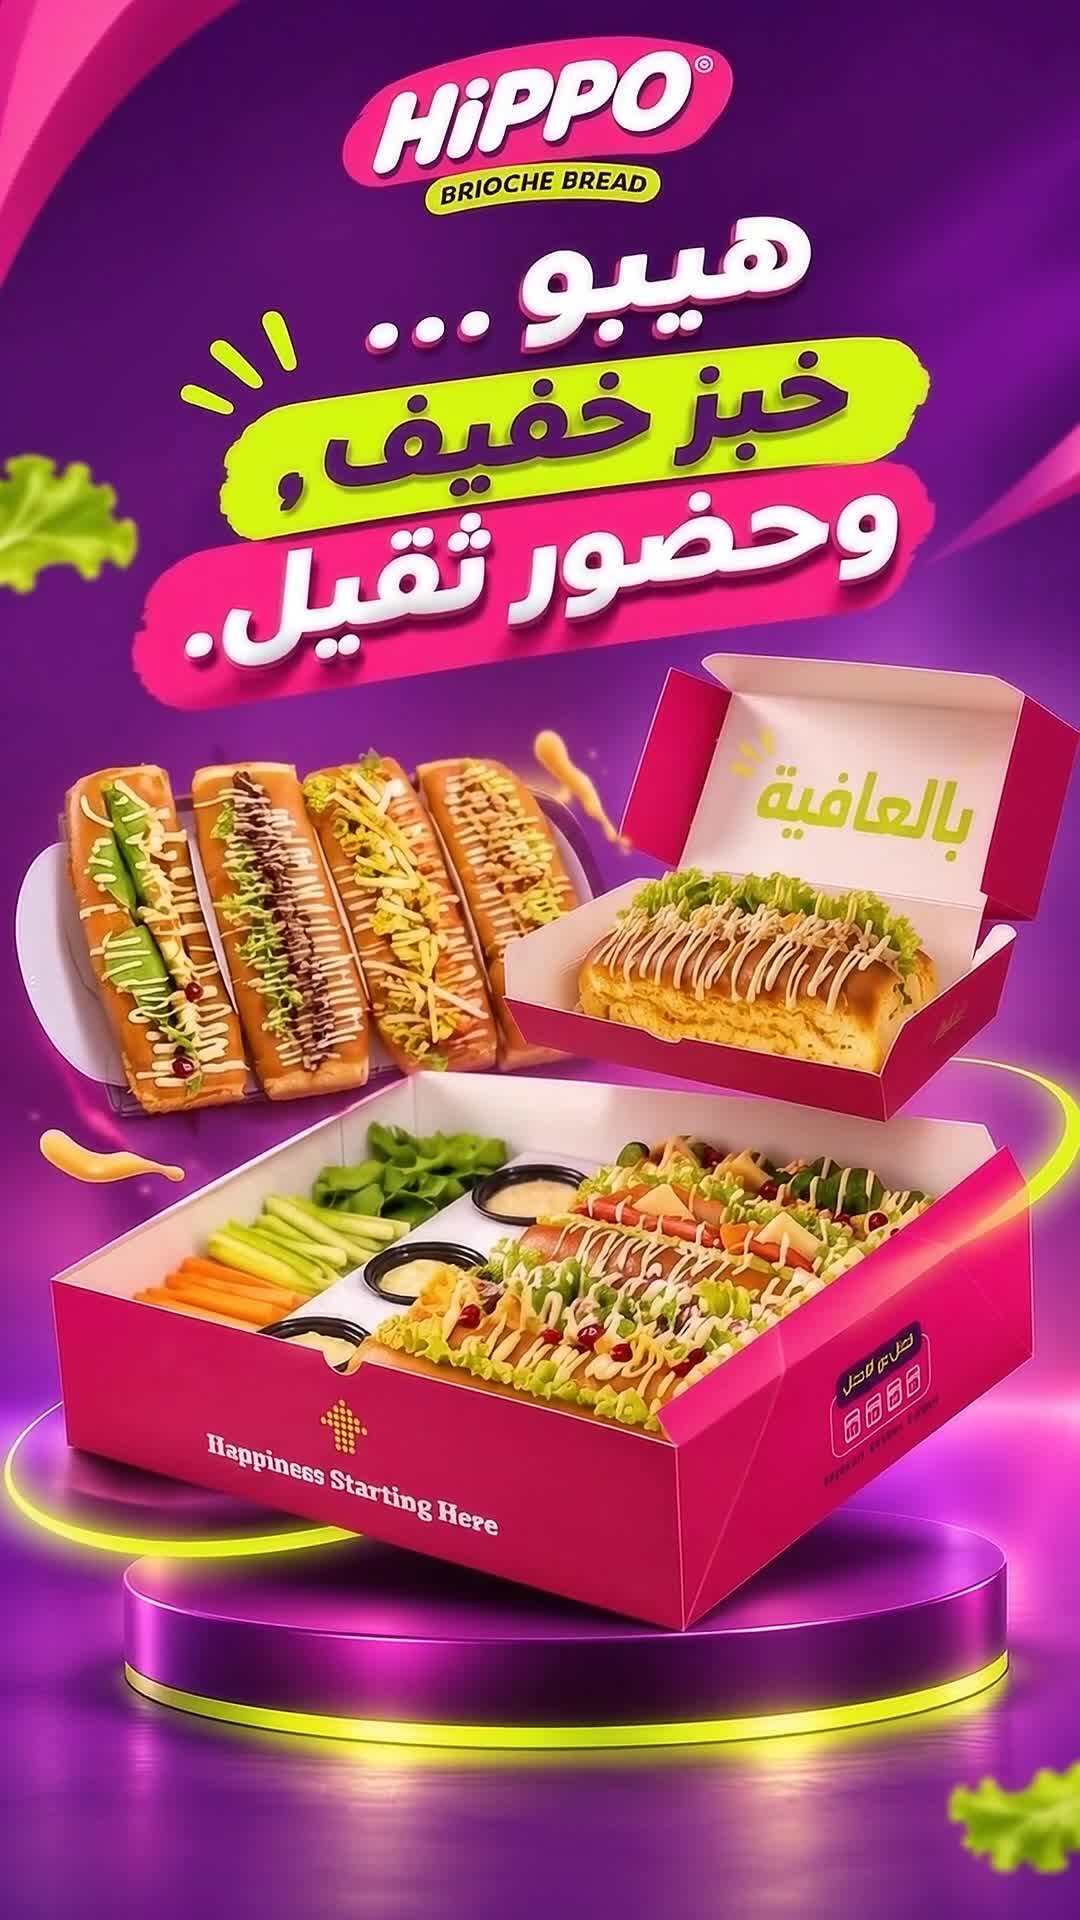 HiPPO
BRIOCHE BREAD
هيبو ...
خبز خفيف,
وحضور ثقيل.
بالعافية
Happiness Starting Here